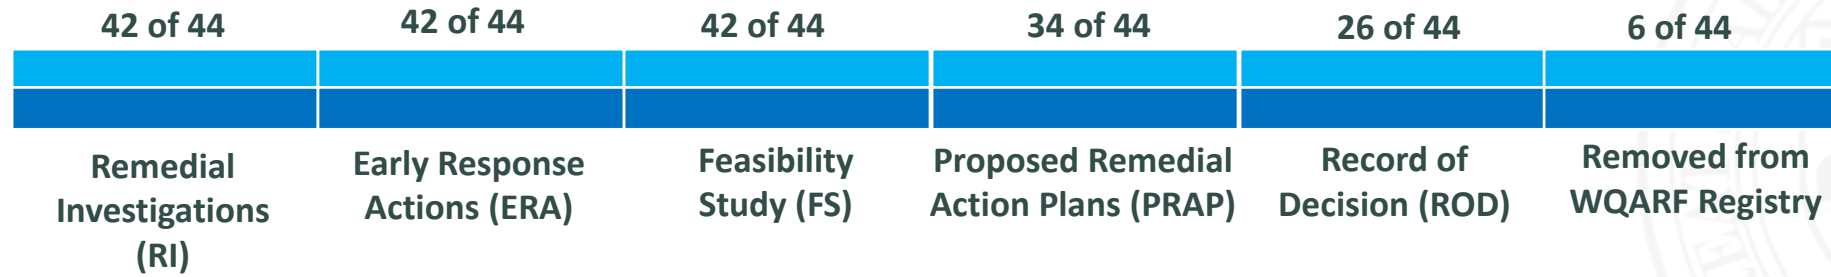 42 of 44
42 of 44
42 of 44
34 of 44
26 of 44
6 of 44
Remedial
Investigations
(RI)
Early Response
Actions (ERA)
Feasibility
Study (FS)
Proposed Remedial
Action Plans (PRAP)
Record of
Decision (ROD)
Removed from
WQARF Registry